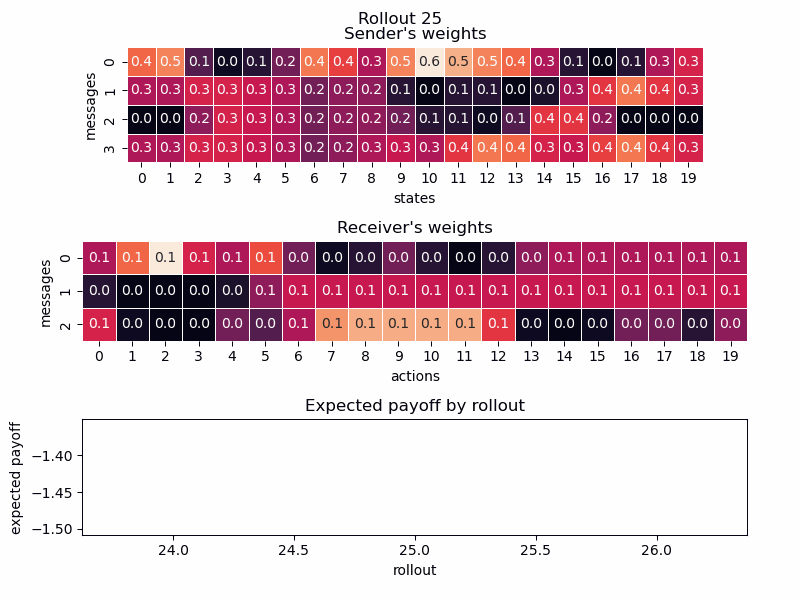 Rollout 25
Sender's weights
messages
0 0.4 0.5 0.1 0.0 0.1 0.2 0.4 0.4 0.3 0.5 0.6 0.5 0.5 0.4 0.3 0.1 0.0 0.1 0.3 0.3
1 0.3 0.3 0.3 0.3 0.3 0.3 0.2 0.2 0.2 0.1 0.0 0.1 0.1 0.0 0.0 0.3 0.4 0.4 0.4 0.3
2 0.0 0.0 0.2 0.3 0.3 0.3 0.2 0.2 0.2 0.2 0.1 0.1 0.0 0.1 0.4 0.4 0.2 0.0 0.0 0.0
3 0.3 0.3 0.3 0.3 0.3 0.3 0.2 0.2 0.3 0.3 0.3 0.4 0.4 0.4 0.3 0.3 0.4 0.4 0.4 0.3
0 1 2 3 4 5 6 7 8 9 10 11 12 13 14 15 16 17 18 19
states
Receiver's weights
messages
0 0.1 0.1 0.1 0.1 0.1 0.1 0.0 0.0 0.0 0.0 0.0 0.0 0.0 0.0 0.1 0.1 0.1 0.1 0.1 0.1
1 0.0 0.0 0.0 0.0 0.0 0.1 0.1 0.1 0.1 0.1 0.1 0.1 0.1 0.1 0.1 0.1 0.1 0.1 0.1 0.1
2 0.1 0.0 0.0 0.0 0.0 0.0 0.1 0.1 0.1 0.1 0.1 0.1 0.1 0.0 0.0 0.0 0.0 0.0 0.0 0.0
0 1 2 3 4 5 6 7 8 9 10 11 12 13 14 15 16 17 18 19
actions
Expected payoff by rollout
expected payoff
−1.40
−1.45
−1.50
24.0 24.5 25.0 25.5 26.0
rollout